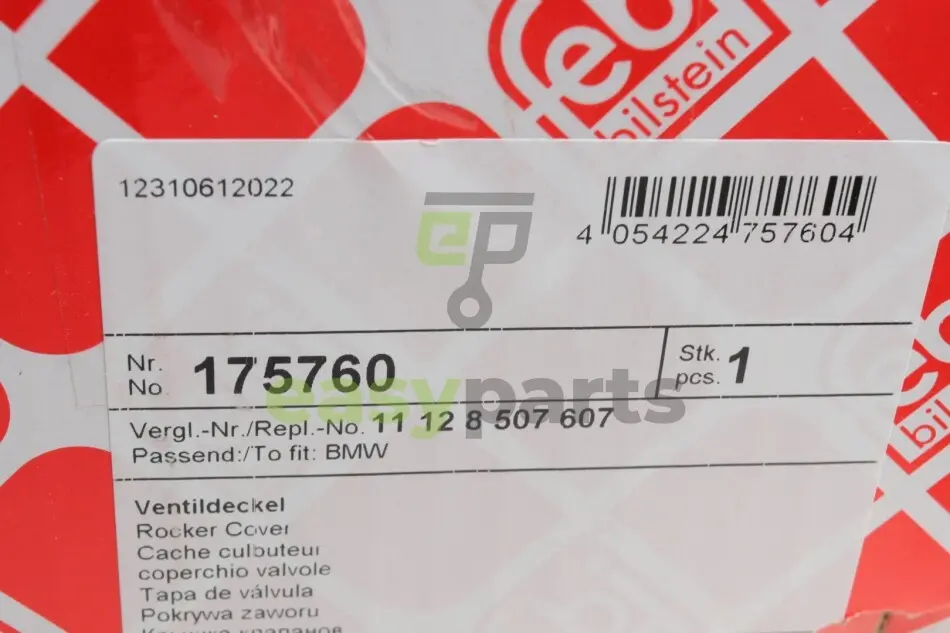 febi
bilstein
12310612022
4 054224 757604
ep
Nr.
No
175760
Stk.
pcs. 1
easyparts
Vergl.-Nr./Repl.-No. 11 12 8 507 607
Passend:/To fit: BMW
Ventildeckel
Rocker Cover
Cache culbuteur
coperchio valvole
Tapa de válvula
Pokrywa zaworu